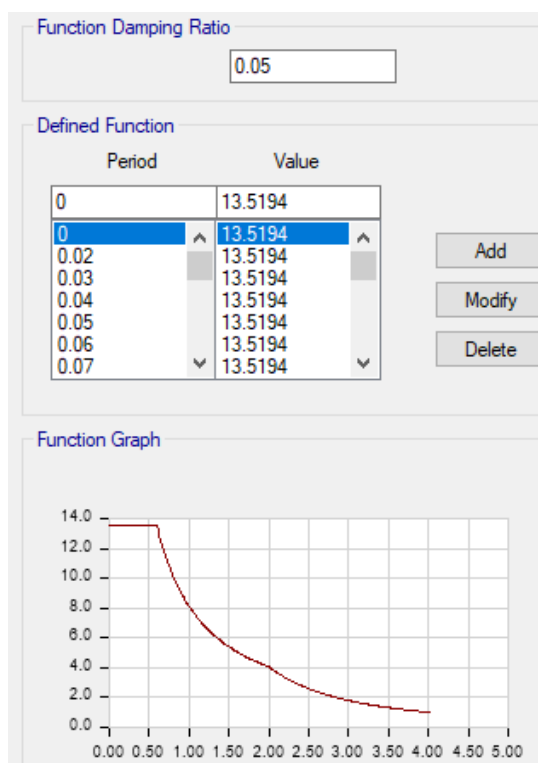 Function Damping Ratio
0.05
Defined Function
Period Value
0 13.5194
0 13.5194
0.02 13.5194
0.03 13.5194
0.04 13.5194
0.05 13.5194
0.06 13.5194
0.07 13.5194
Add
Modify
Delete
Function Graph
14.0
12.0
10.0
8.0
6.0
4.0
2.0
0.0
0.00 0.50 1.00 1.50 2.00 2.50 3.00 3.50 4.00 4.50 5.00